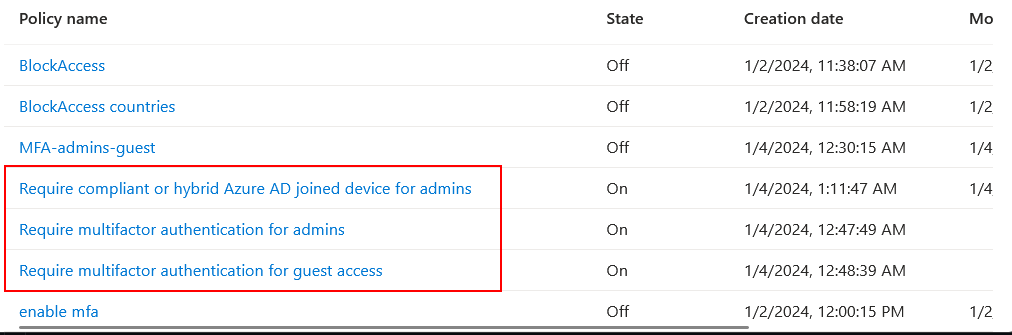 Policy name State Creation date Mo
BlockAccess Off 1/2/2024, 11:38:07 AM 1/2
BlockAccess countries Off 1/2/2024, 11:58:19 AM 1/2
MFA-admins-guest Off 1/4/2024, 12:30:15 AM 1/4
Require compliant or hybrid Azure AD joined device for admins On 1/4/2024, 1:11:47 AM 1/4
Require multifactor authentication for admins On 1/4/2024, 12:47:49 AM
Require multifactor authentication for guest access On 1/4/2024, 12:48:39 AM
enable mfa Off 1/2/2024, 12:00:15 PM 1/2